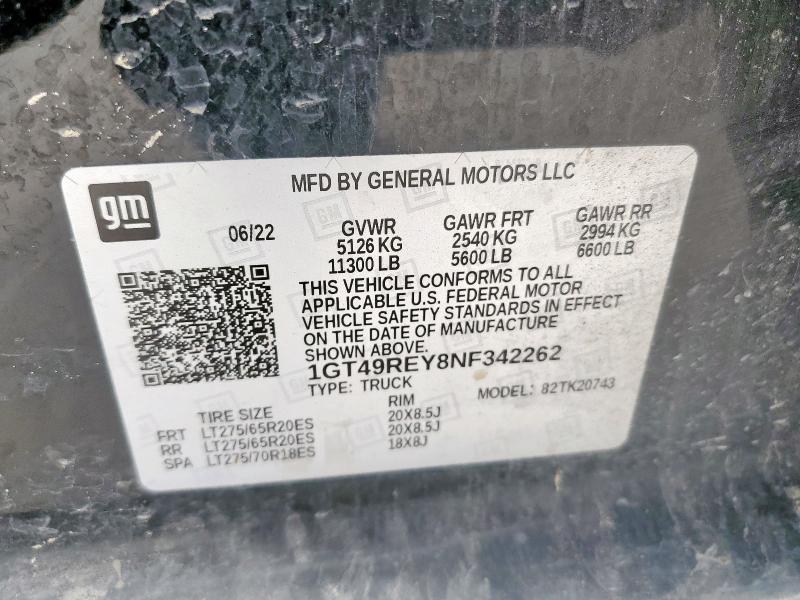 MFD BY GENERAL MOTORS LLC
gm
06/22 GVWR GAWR FRT GAWR RR
5126 KG 2540 KG 2994 KG
11300 LB 5600 LB 6600 LB
THIS VEHICLE CONFORMS TO ALL
APPLICABLE U.S. FEDERAL MOTOR
VEHICLE SAFETY STANDARDS IN EFFECT
ON THE DATE OF MANUFACTURE
SHOWN ABOVE.
1GT49REY8NF342262
TYPE: TRUCK MODEL: 82TK20743
TIRE SIZE RIM
FRT LT275/65R20ES 20X8.5J
RR LT275/65R20ES 20X8.5J
SPA LT275/70R18ES 18X8J